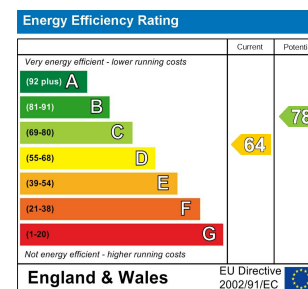 Energy Efficiency Rating
Current Potenti
Very energy efficient - lower running costs
(92 plus) A
(81-91) B
(69-80) C
(55-68) D
(39-54) E
(21-38) F
(1-20) G
64
78
Not energy efficient - higher running costs
England & Wales
EU Directive
2002/91/EC